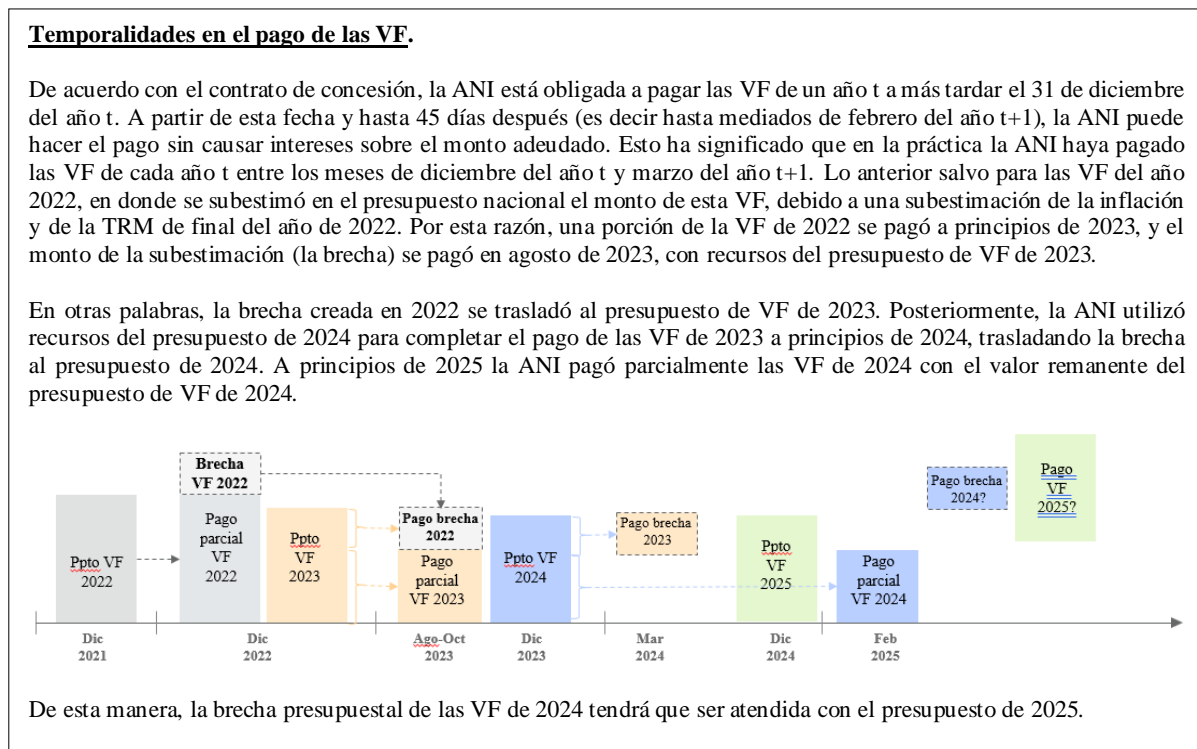 Temporalidades en el pago de las VF.
De acuerdo con el contrato de concesión, la ANI está obligada a pagar las VF de un año t a más tardar el 31 de diciembre
del año t. A partir de esta fecha y hasta 45 días después (es decir hasta mediados de febrero del año t+1), la ANI puede
hacer el pago sin causar intereses sobre el monto adeudado. Esto ha significado que en la práctica la ANI haya pagado
las VF de cada año t entre los meses de diciembre del año t y marzo del año t+1. Lo anterior salvo para las VF del año
2022, en donde se subestimó en el presupuesto nacional el monto de esta VF, debido a una subestimación de la inflación
y de la TRM de final del año de 2022. Por esta razón, una porción de la VF de 2022 se pagó a principios de 2023, y el
monto de la subestimación (la brecha) se pagó en agosto de 2023, con recursos del presupuesto de VF de 2023.
En otras palabras, la brecha creada en 2022 se trasladó al presupuesto de VF de 2023. Posteriormente, la ANI utilizó
recursos del presupuesto de 2024 para completar el pago de las VF de 2023 a principios de 2024, trasladando la brecha
al presupuesto de 2024. A principios de 2025 la ANI pagó parcialmente las VF de 2024 con el valor remanente del
presupuesto de VF de 2024.
Ppto VF
2022
Brecha
VF 2022
Pago
parcial
VF
2022
Ppto
VF
2023
Pago brecha
2022
Pago
parcial
VF 2023
Ppto VF
2024
Pago brecha
2023
Ppto
VF
2025
Pago
parcial
VF 2024
Pago brecha
2024?
Pago
VF
2025?
Dic
2021
Dic
2022
Ago-Oct
2023
Dic
2023
Mar
2024
Dic
2024
Feb
2025
De esta manera, la brecha presupuestal de las VF de 2024 tendrá que ser atendida con el presupuesto de 2025.